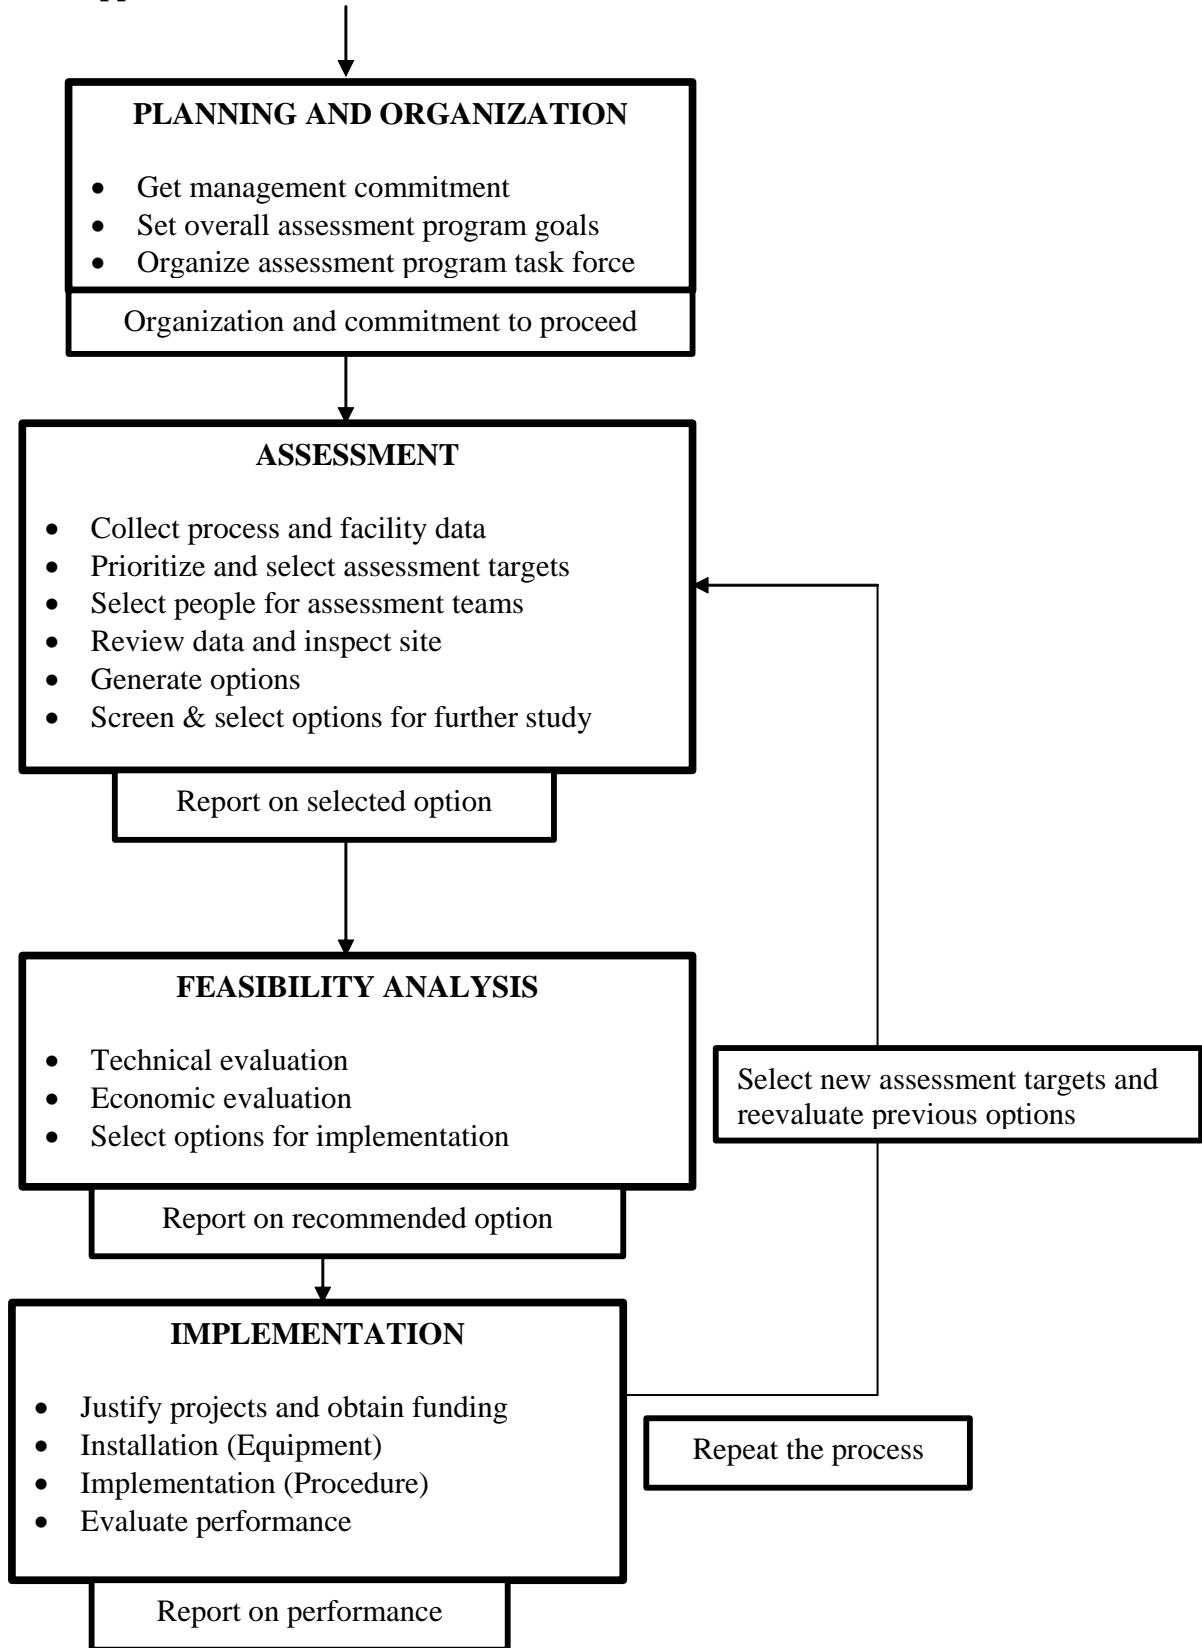 PLANNING AND ORGANIZATION
• Get management commitment
• Set overall assessment program goals
• Organize assessment program task force
Organization and commitment to proceed
ASSESSMENT
• Collect process and facility data
• Prioritize and select assessment targets
• Select people for assessment teams
• Review data and inspect site
• Generate options
• Screen & select options for further study
Report on selected option
FEASIBILITY ANALYSIS
• Technical evaluation
• Economic evaluation
• Select options for implementation
Report on recommended option
Select new assessment targets and
reevaluate previous options
IMPLEMENTATION
• Justify projects and obtain funding
• Installation (Equipment)
• Implementation (Procedure)
• Evaluate performance
Repeat the process
Report on performance